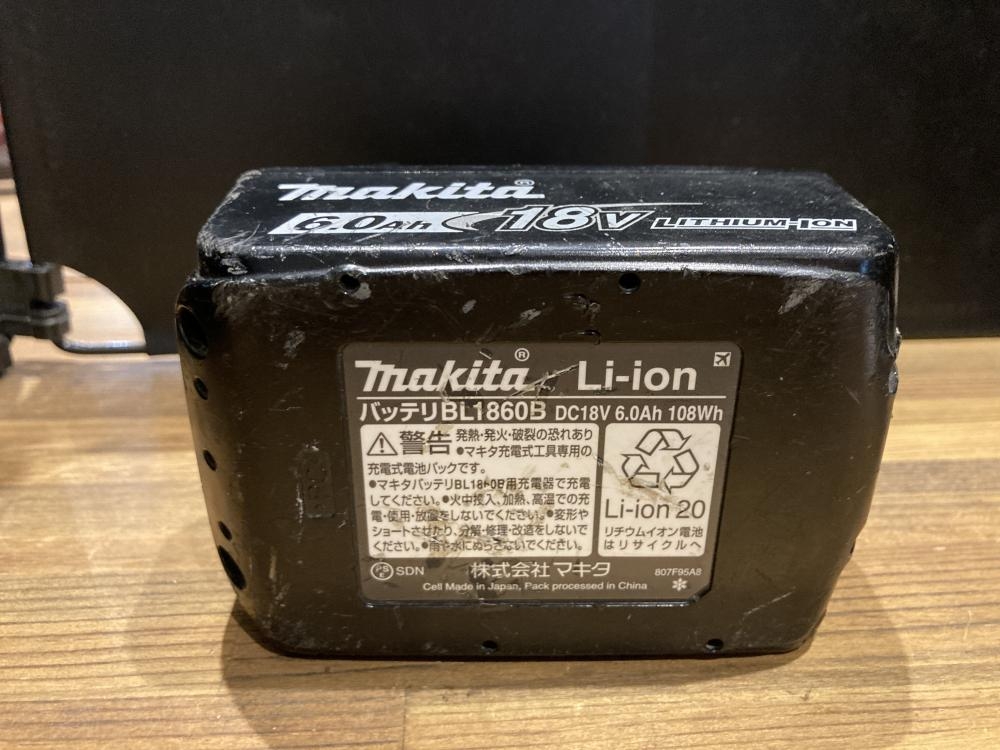 makita®
6.0Ah 18V LITHIUM-ION
makita® Li-ion
バッテリBL1860B DC18V 6.0Ah 108Wh
警告 発熱・発火・破裂の恐れあり
●マキタ充電式工具専用の
充電式電池パックです。
●マキタバッテリBL1860B用充電器で充電
してください。●火中投入、加熱、高温での充
電・使用・放置をしないでください。●変形や
ショートさせたり、分解・修理・改造をしないで
ください。●雨や水にぬらさないでください。
Li-ion 20
リチウムイオン電池
はリサイクルへ
PSE SDN 株式会社マキタ 807F95A8
Cell Made in Japan, Pack processed in China